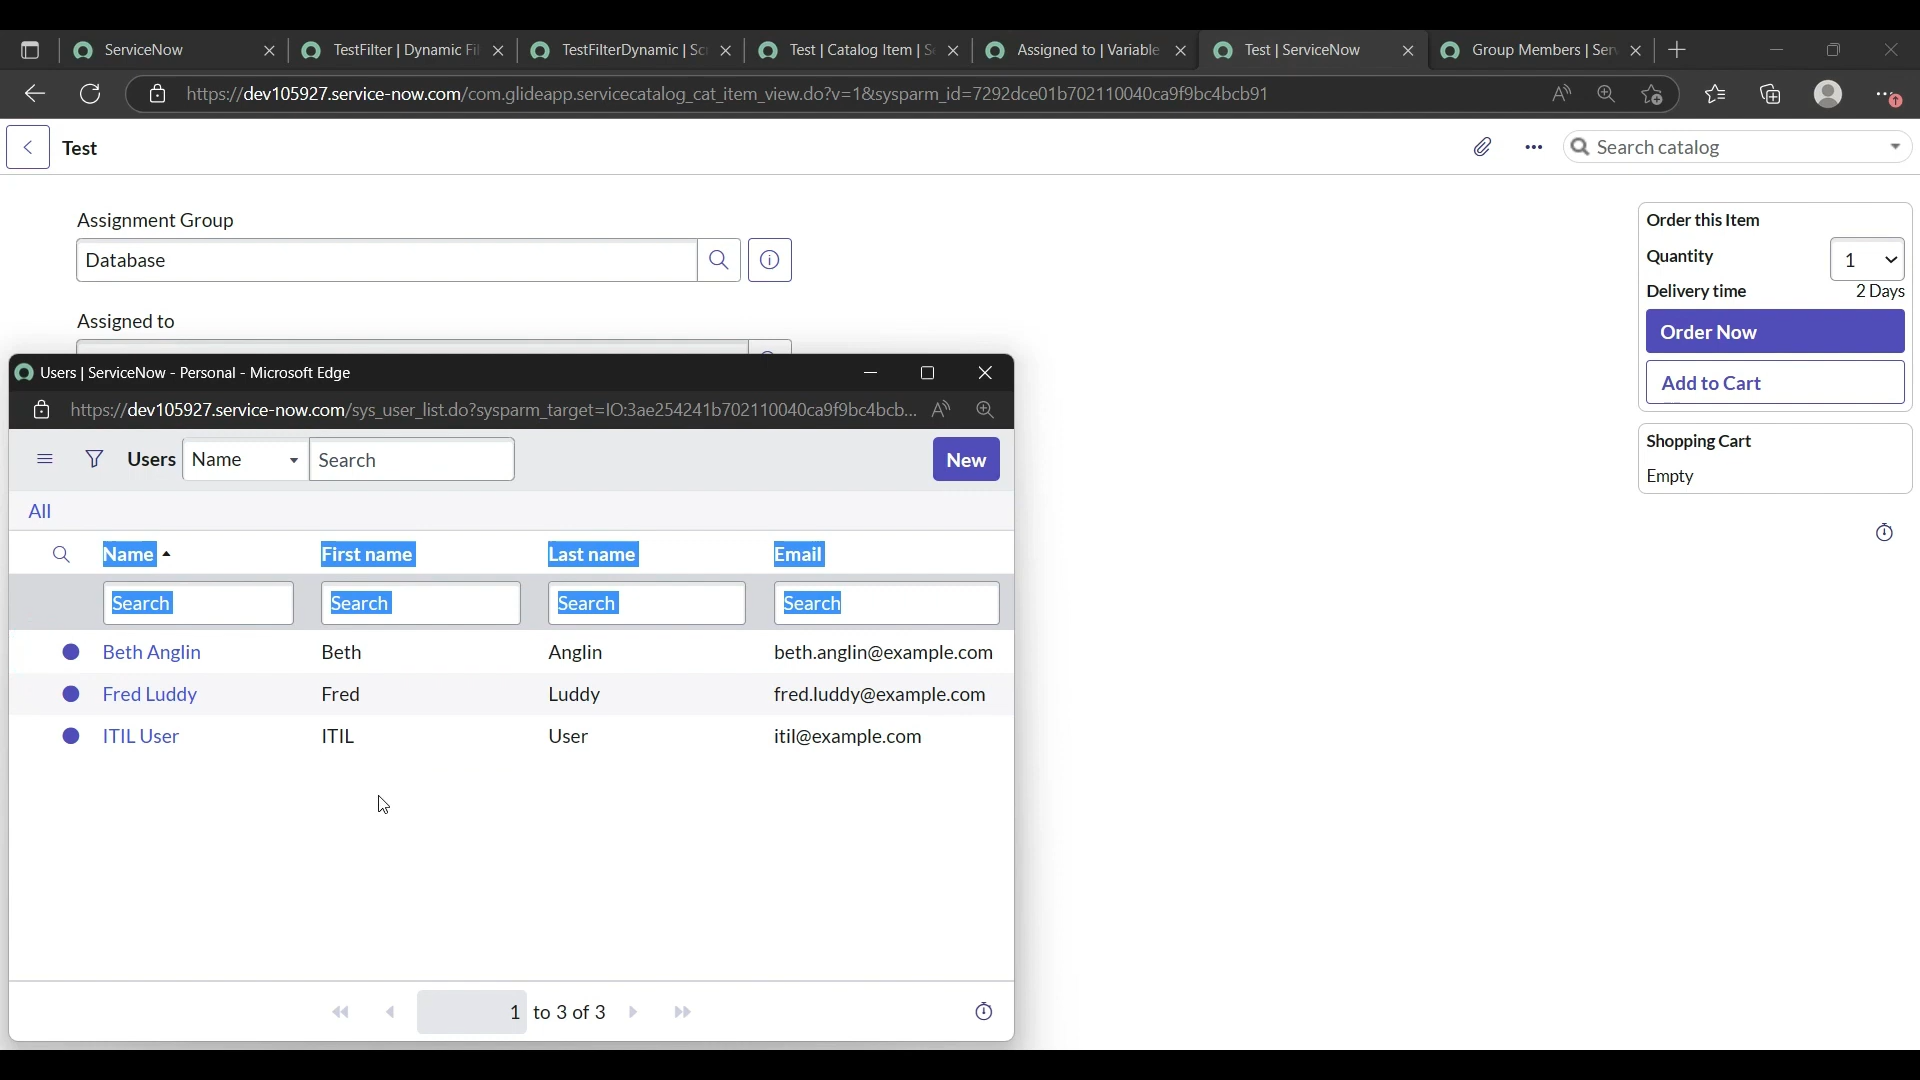 ServiceNow
TestFilter | Dynamic Fil
TestFilterDynamic | Scr
Test | Catalog Item | Se
Assigned to | Variable
Test | ServiceNow
Group Members | Serv
https://dev105927.service-now.com/com.glideapp.servicecatalog_cat_item_view.do?v=1&sysparm_id=7292dce01b702110040ca9f9bc4bcb91
Test
Search catalog
Assignment Group
Database
Assigned to
Order this Item
Quantity
1
Delivery time
2 Days
Order Now
Add to Cart
Shopping Cart
Empty
Users | ServiceNow - Personal - Microsoft Edge
https://dev105927.service-now.com/sys_user_list.do?sysparm_target=IO:3ae254241b702110040ca9f9bc4bcb...
Users Name Search New
All
Name First name Last name Email
Search Search Search Search
Beth Anglin Beth Anglin beth.anglin@example.com
Fred Luddy Fred Luddy fred.luddy@example.com
ITIL User ITIL User itil@example.com
1 to 3 of 3